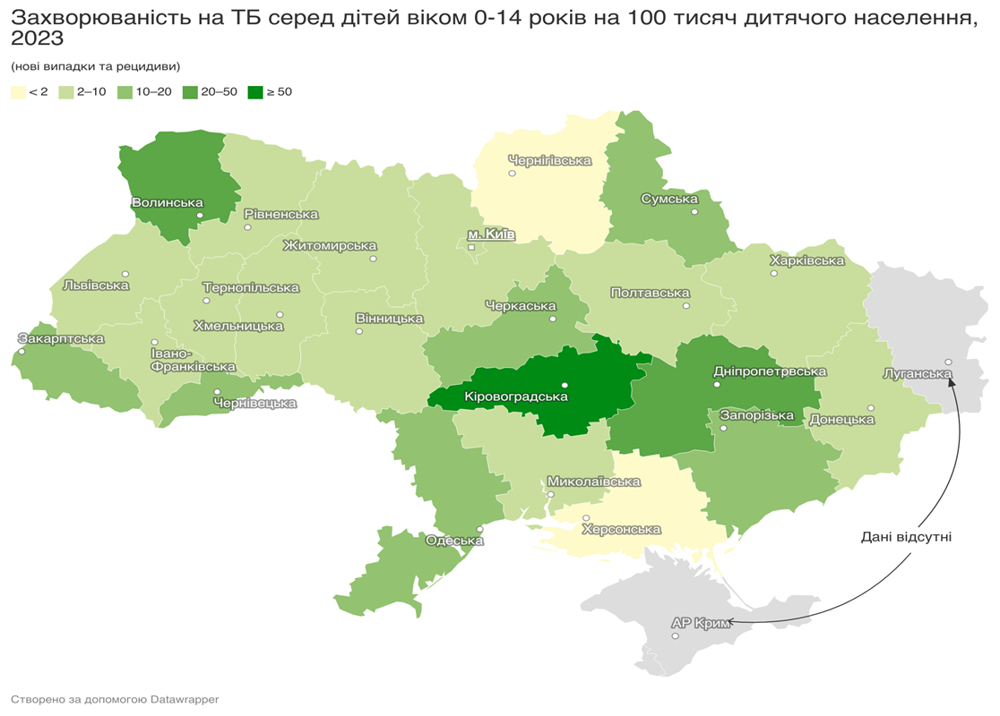 Захворюваність на ТБ серед дітей віком 0-14 років на 100 тисяч дитячого населення,
2023
(нові випадки та рецидиви)
< 2
2–10
10–20
20–50
≥ 50
Чернігівська
Сумська
Волинська
Рівненська
м. Київ
Житомирська
Харківська
Львівська
Тернопільська
Полтавська
Черкаська
Вінницька
Хмельницька
Закарптська
Івано-
Франківська
Дніпропетрвська
Луганська
Кіровоградська
Чернівецька
Запорізька
Донецька
Миколаївська
Херсонська
Одеська
Дані відсутні
АР Крим
Створено за допомогою Datawrapper